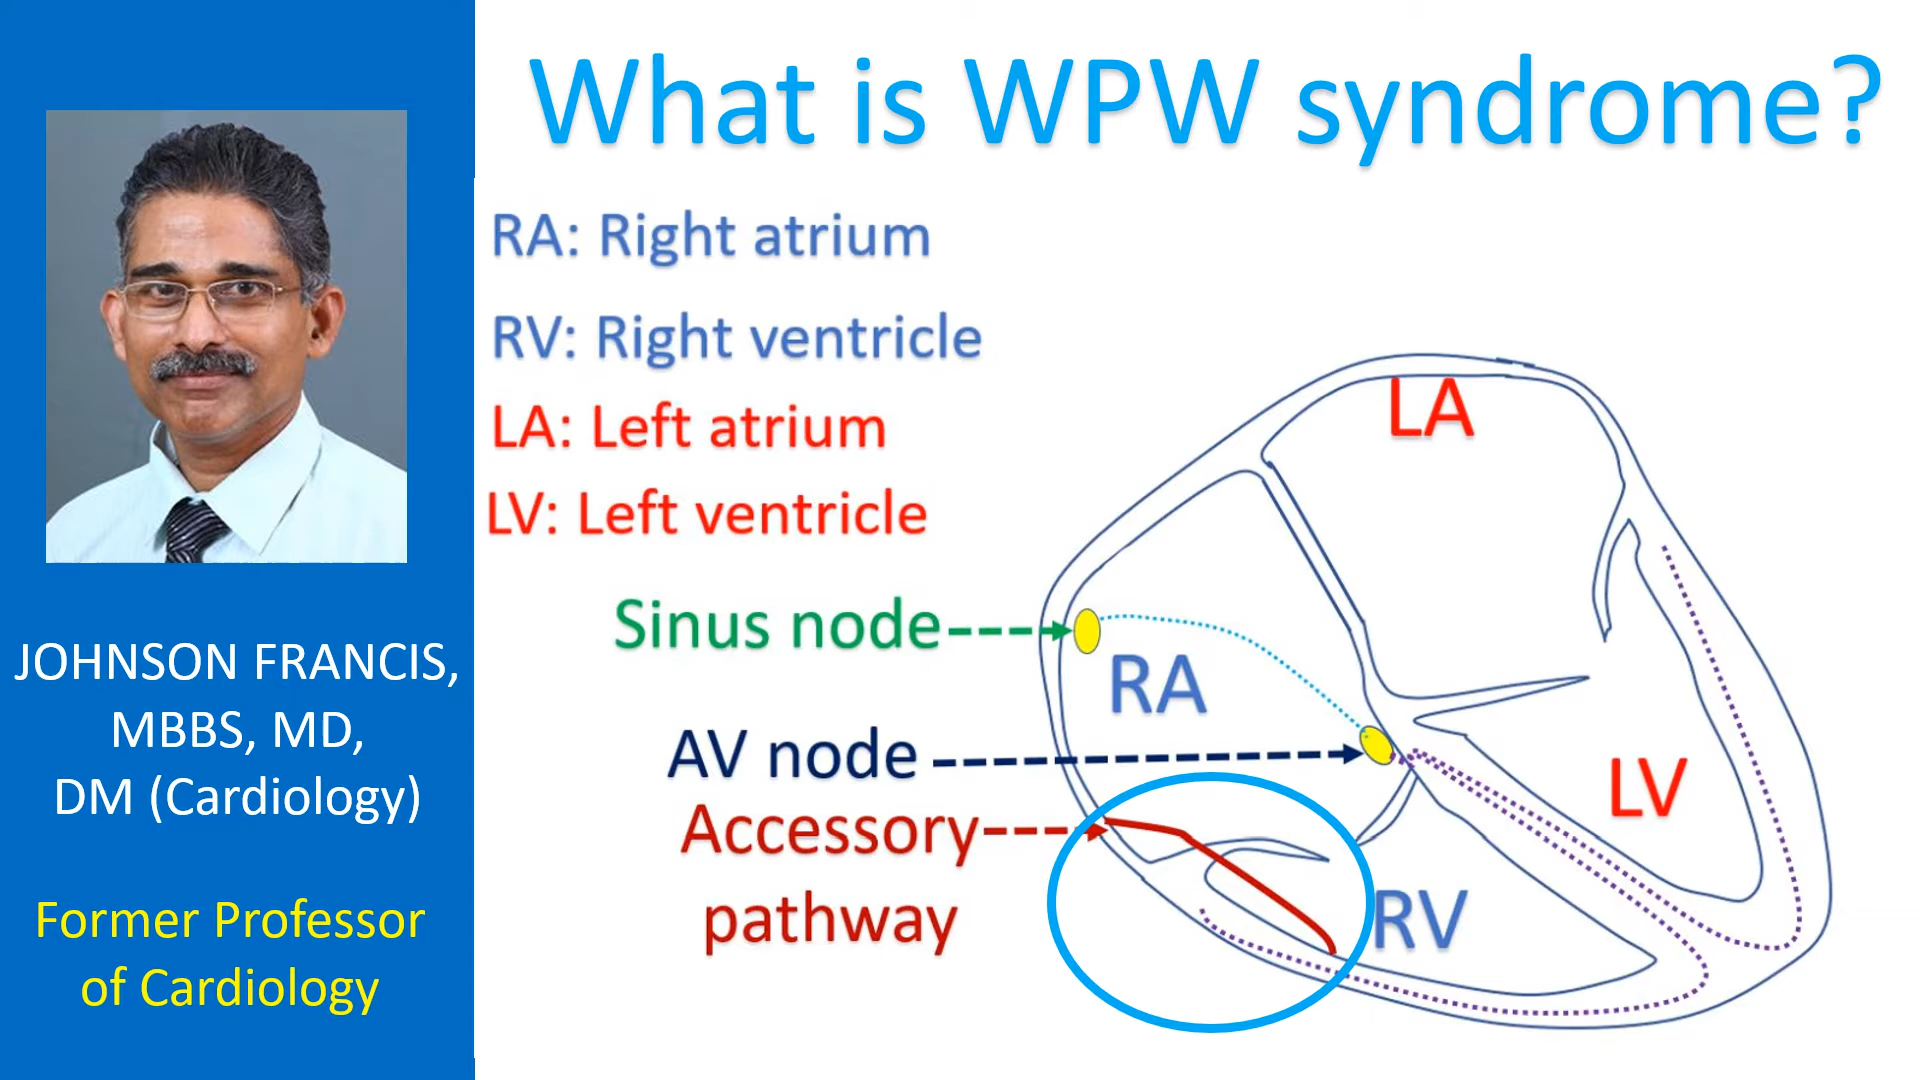 What is WPW syndrome?
RA: Right atrium
RV: Right ventricle
LA: Left atrium
LV: Left ventricle
Sinus node
AV node
Accessory
pathway
LA
RA
LV
RV
JOHNSON FRANCIS,
MBBS, MD,
DM (Cardiology)
Former Professor
of Cardiology